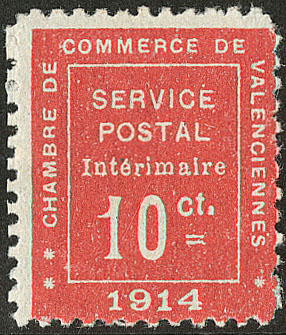 CHAMBRE DE COMMERCE DE VALENCIENNES
SERVICE
POSTAL
Intérimaire
10 ct.
1914